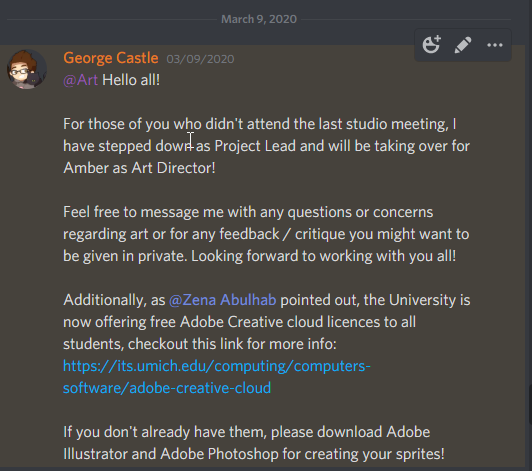 March 9, 2020
George Castle 03/09/2020
@Art Hello all!
For those of you who didn't attend the last studio meeting, I
have stepped down as Project Lead and will be taking over for
Amber as Art Director!
Feel free to message me with any questions or concerns
regarding art or for any feedback / critique you might want to
be given in private. Looking forward to working with you all!
Additionally, as @Zena Abulhab pointed out, the University is
now offering free Adobe Creative cloud licences to all
students, checkout this link for more info:
https://its.umich.edu/computing/computers-
software/adobe-creative-cloud
If you don't already have them, please download Adobe
Illustrator and Adobe Photoshop for creating your sprites!